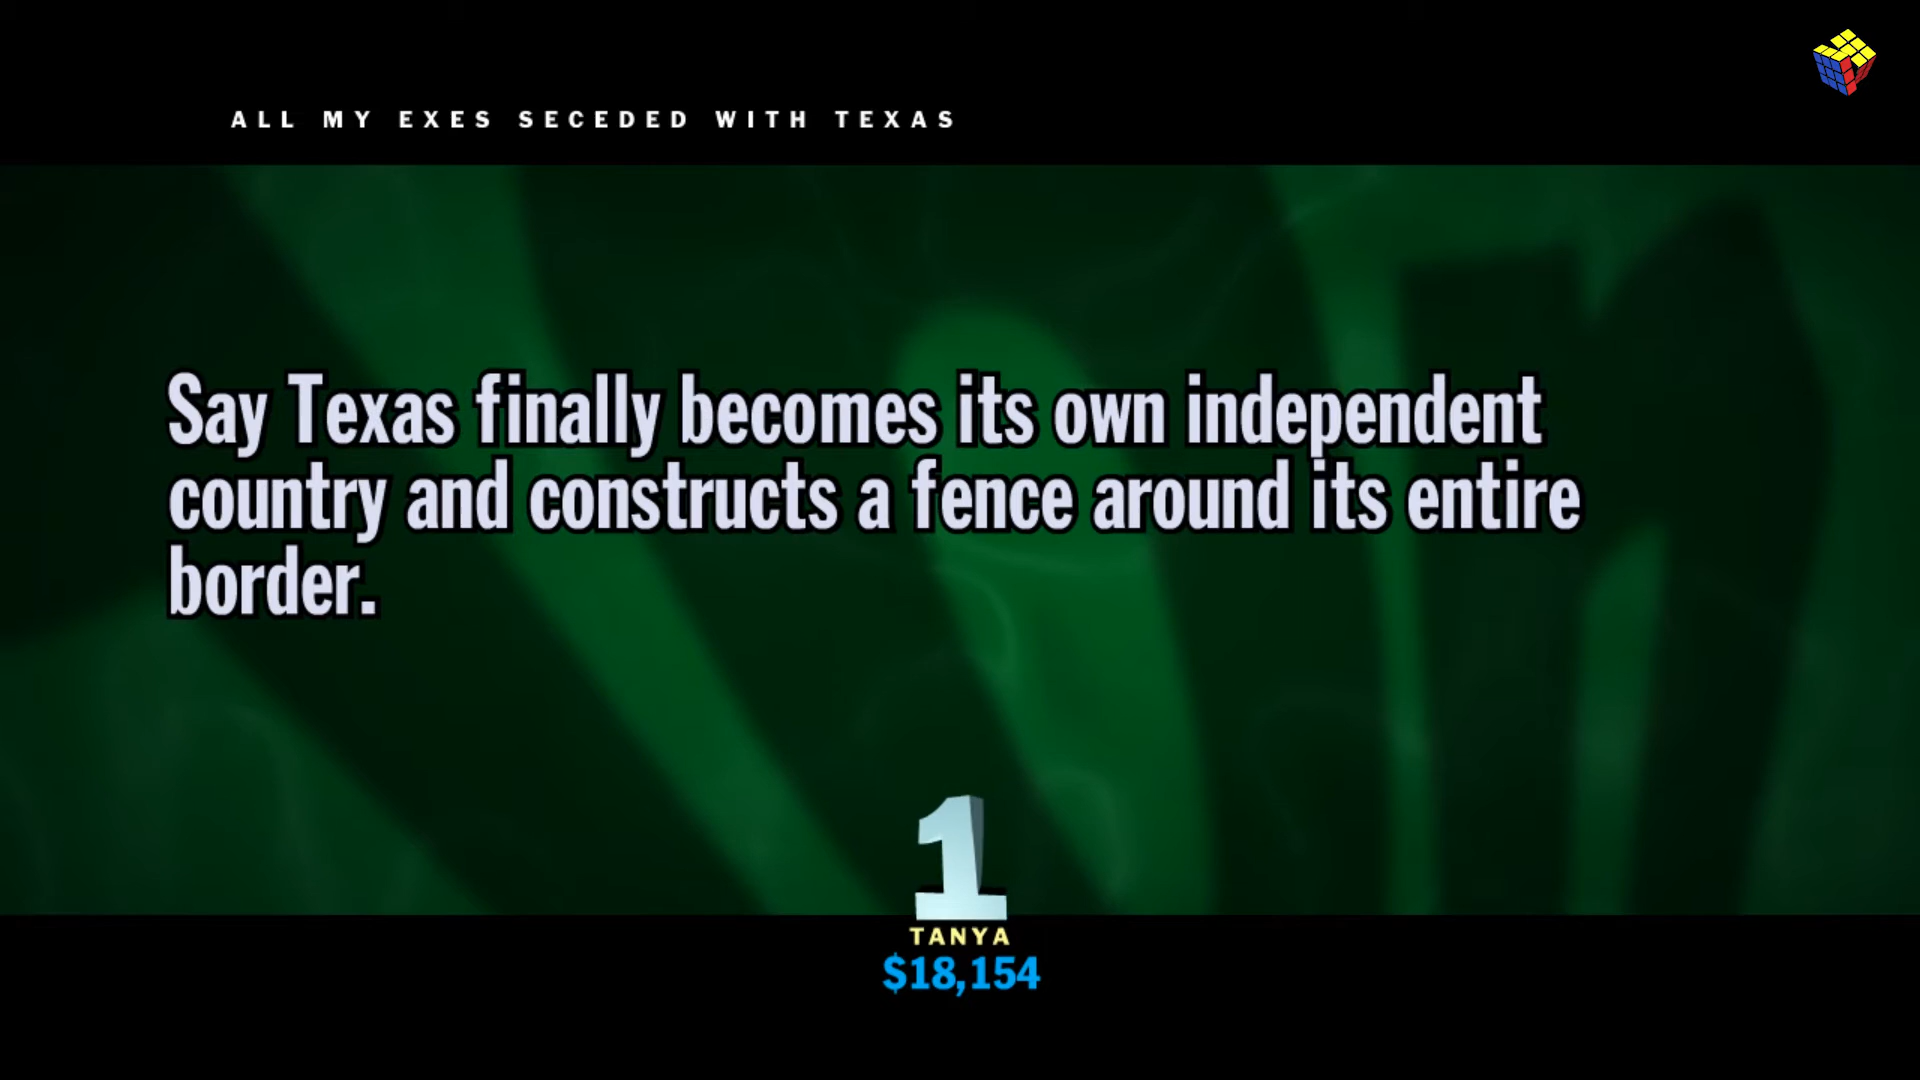 ALL MY EXES SECEDED WITH TEXAS
Say Texas finally becomes its own independent
country and constructs a fence around its entire
border.
1
TANYA
$18,154